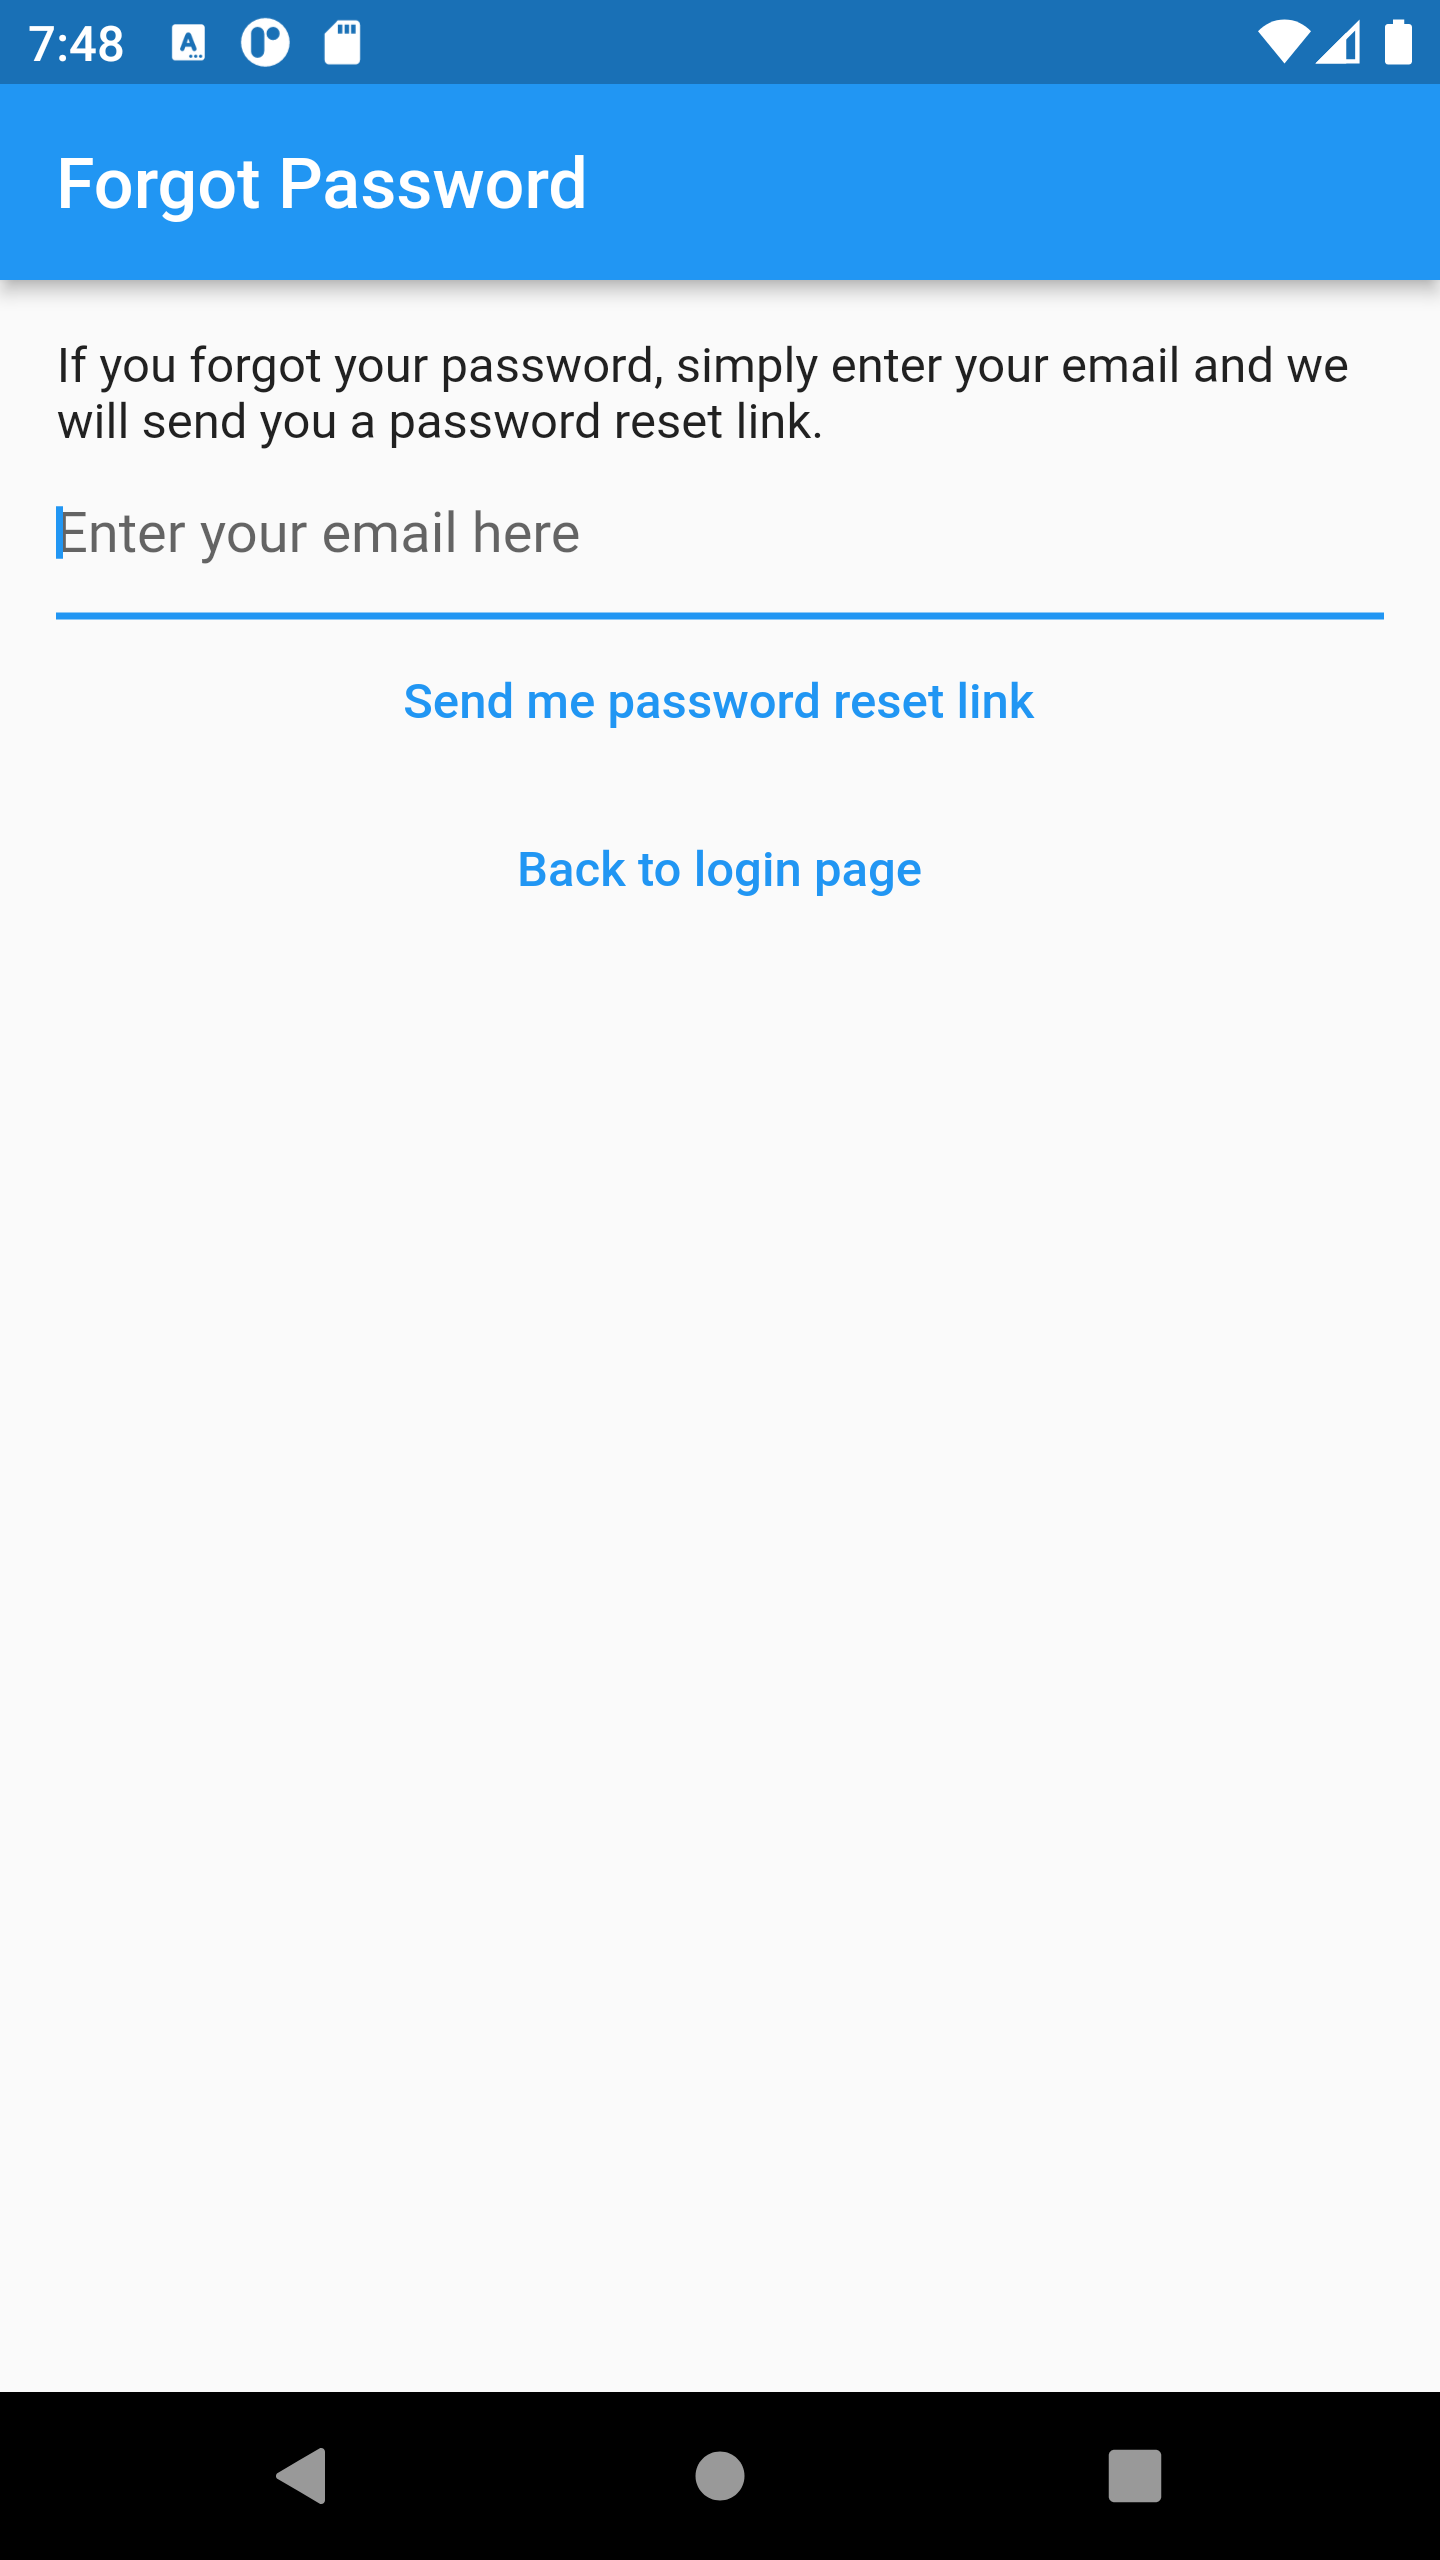 7:48
Forgot Password
If you forgot your password, simply enter your email and we
will send you a password reset link.
Enter your email here
Send me password reset link
Back to login page